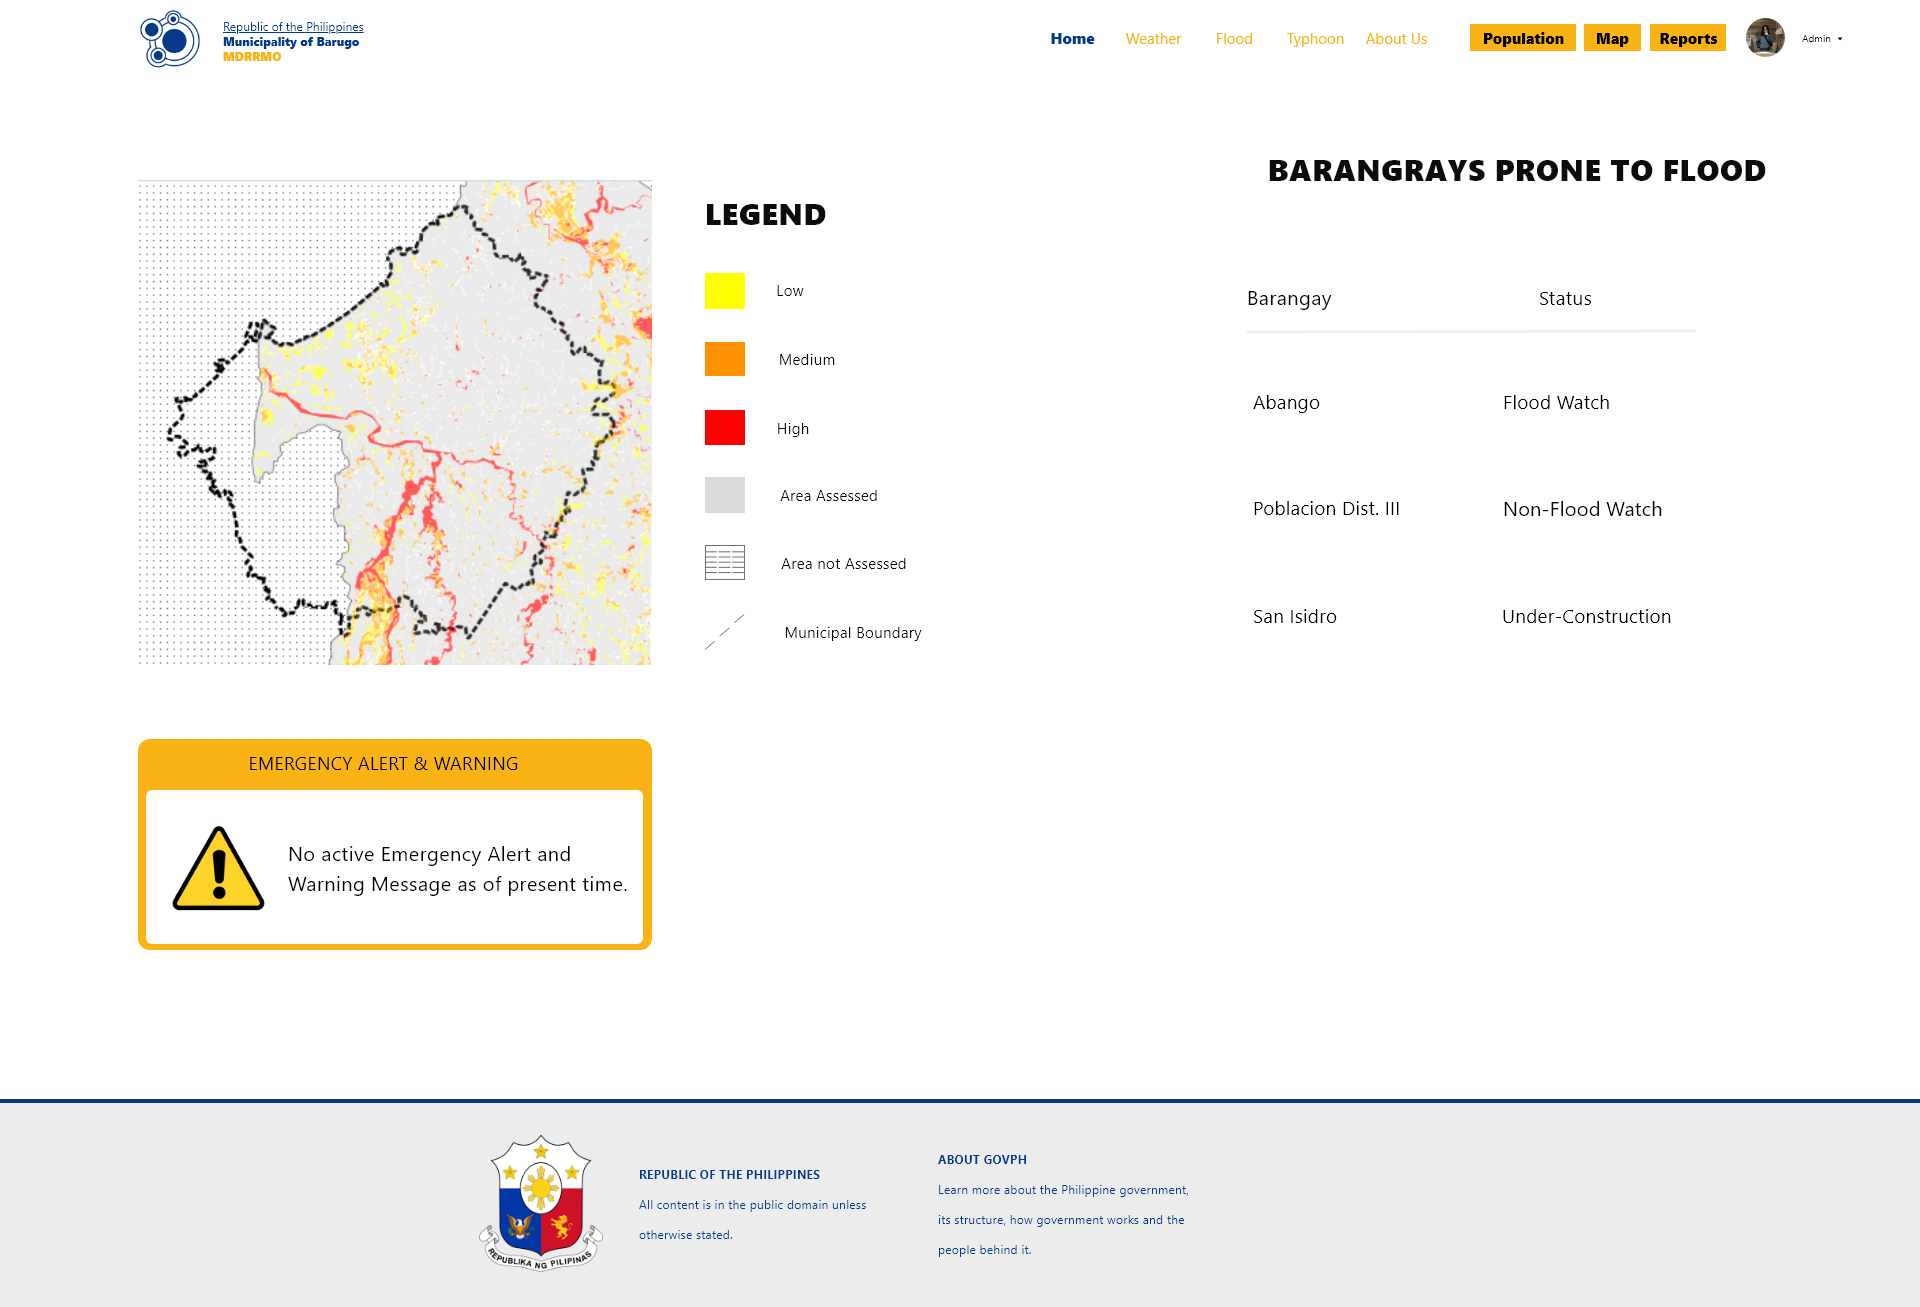 Republic of the Philippines
Municipality of Barugo
MDRRMO
Home Weather Flood Typhoon About Us Population Map Reports Admin
BARANGRAYS PRONE TO FLOOD
LEGEND
Low
Medium
High
Area Assessed
Area not Assessed
Municipal Boundary
Barangay Status
Abango Flood Watch
Poblacion Dist. III Non-Flood Watch
San Isidro Under-Construction
EMERGENCY ALERT & WARNING
No active Emergency Alert and
Warning Message as of present time.
REPUBLIKA NG PILIPINAS
REPUBLIC OF THE PHILIPPINES
All content is in the public domain unless
otherwise stated.
ABOUT GOVPH
Learn more about the Philippine government,
its structure, how government works and the
people behind it.